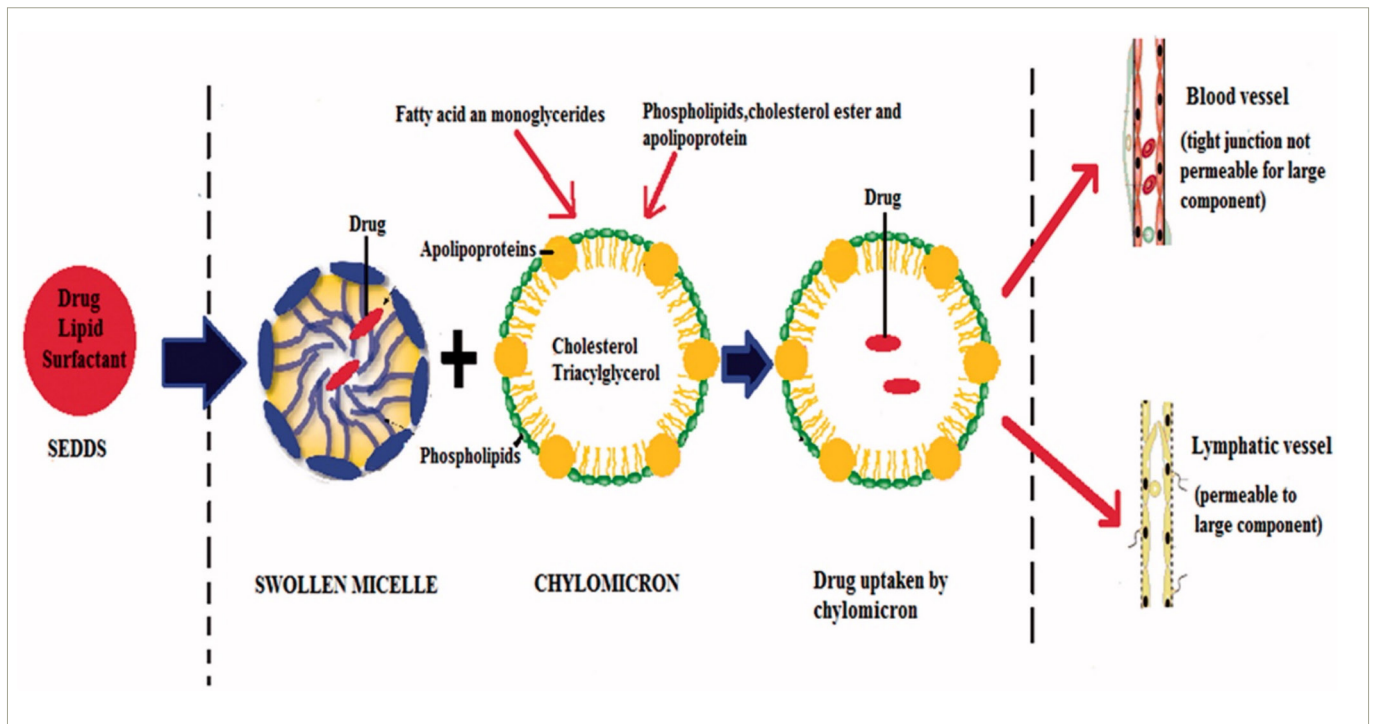 Drug
Lipid
Surfactant
SEDDS
Drug
SWOLLEN MICELLE
Fatty acid an monoglycerides
Phospholipids,cholesterol ester and
apolipoprotein
Apolipoproteins
Cholesterol
Triacylglycerol
Phospholipids
CHYLOMICRON
Drug
Drug uptaken by
chylomicron
Blood vessel
(tight junction not
permeable for large
component)
Lymphatic vessel
(permeable to
large component)